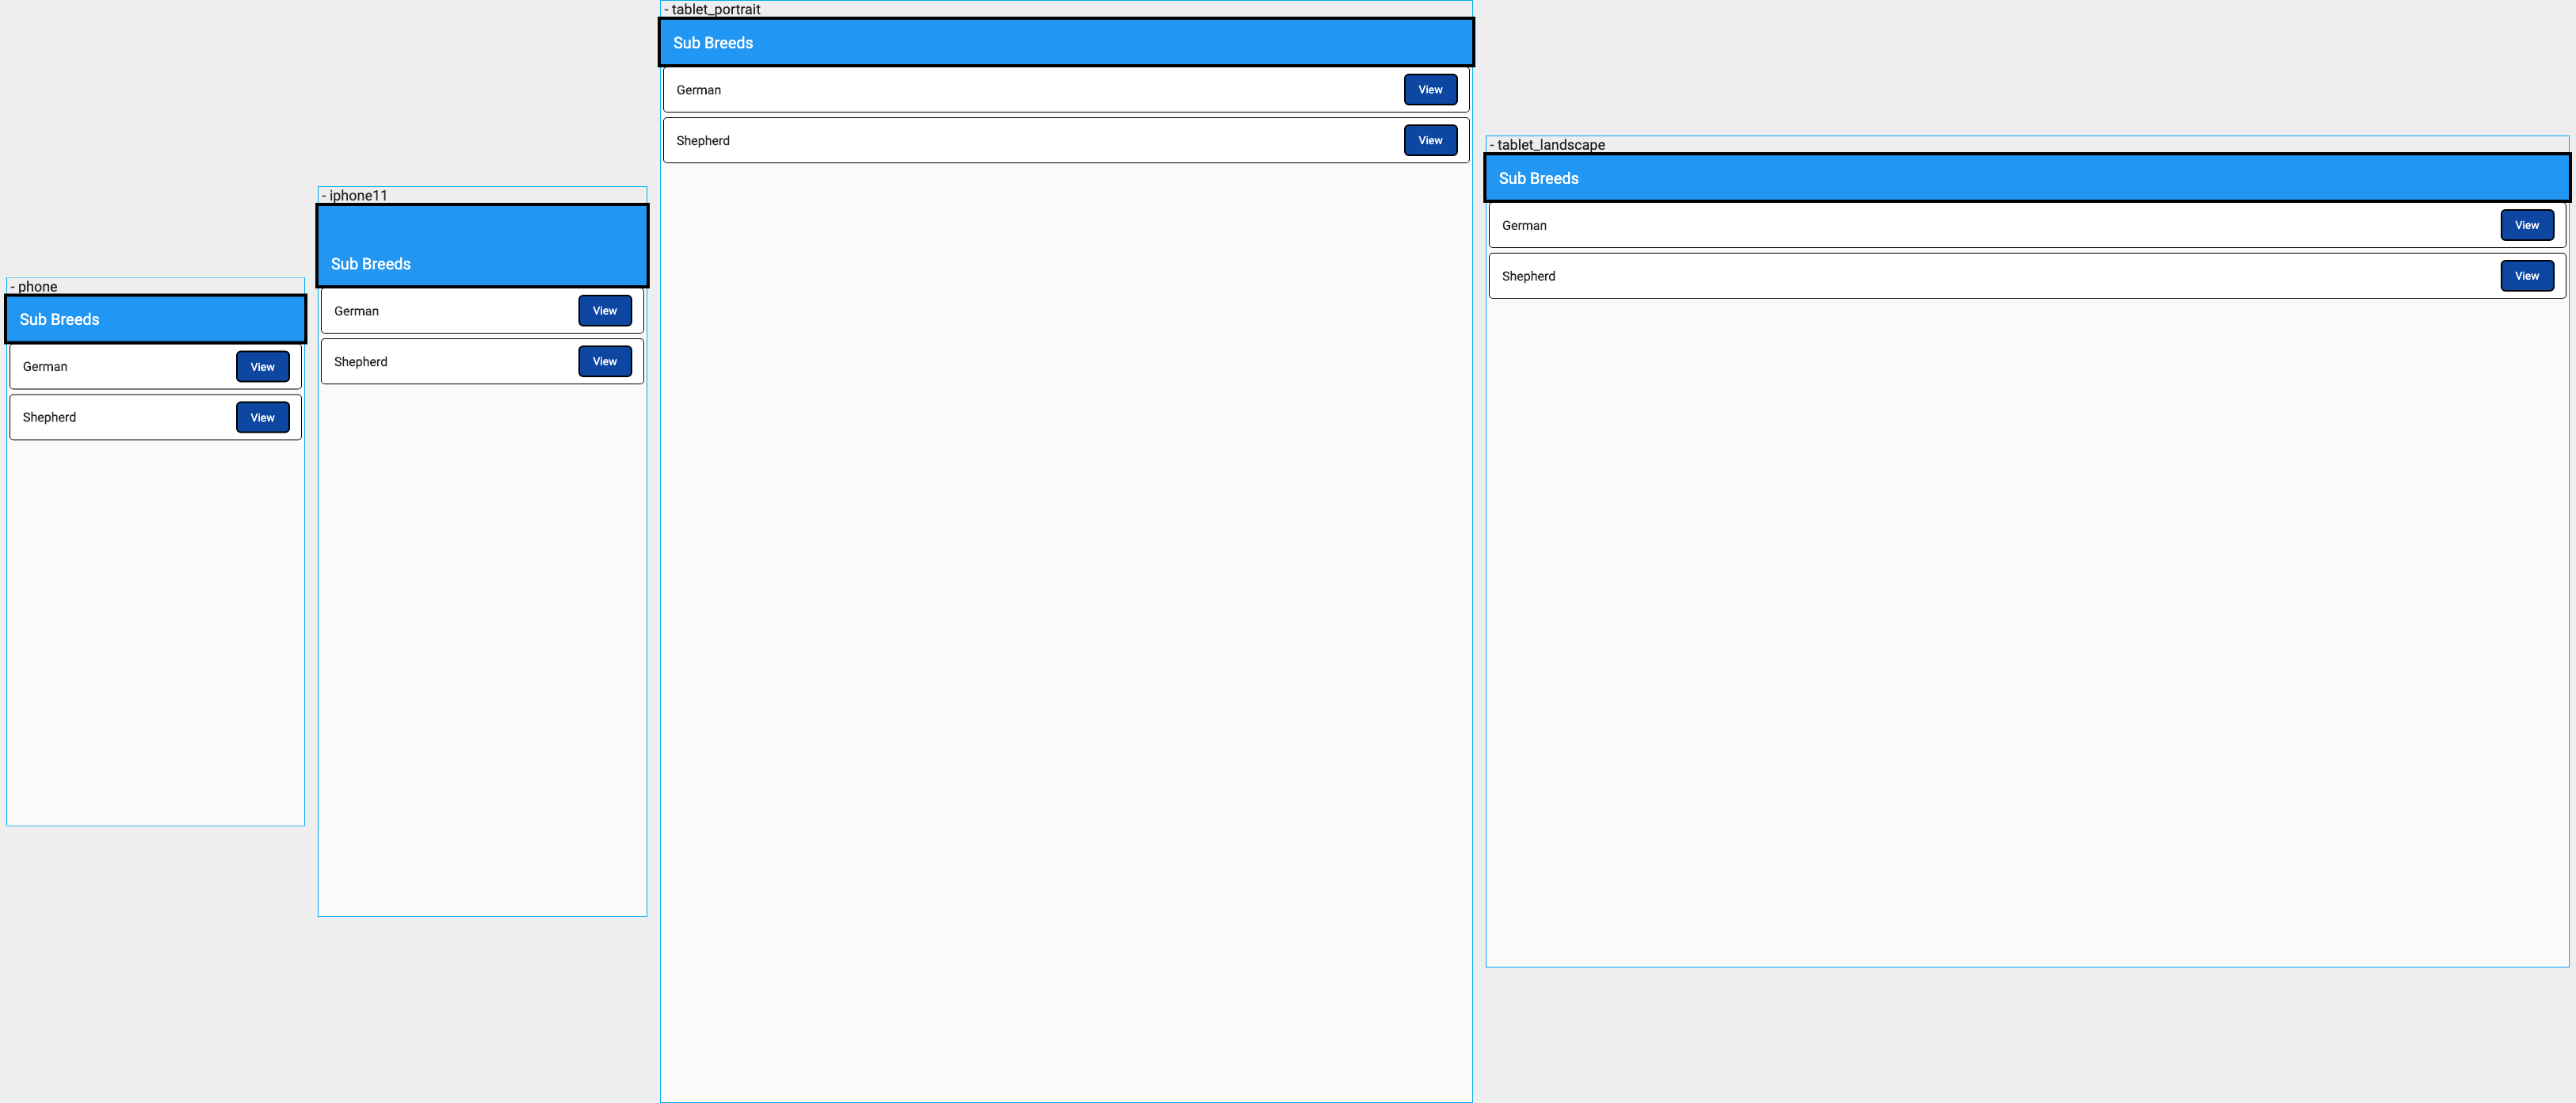 - phone
Sub Breeds
German View
Shepherd View
- iphone11
Sub Breeds
German View
Shepherd View
- tablet_portrait
Sub Breeds
German View
Shepherd View
- tablet_landscape
Sub Breeds
German View
Shepherd View